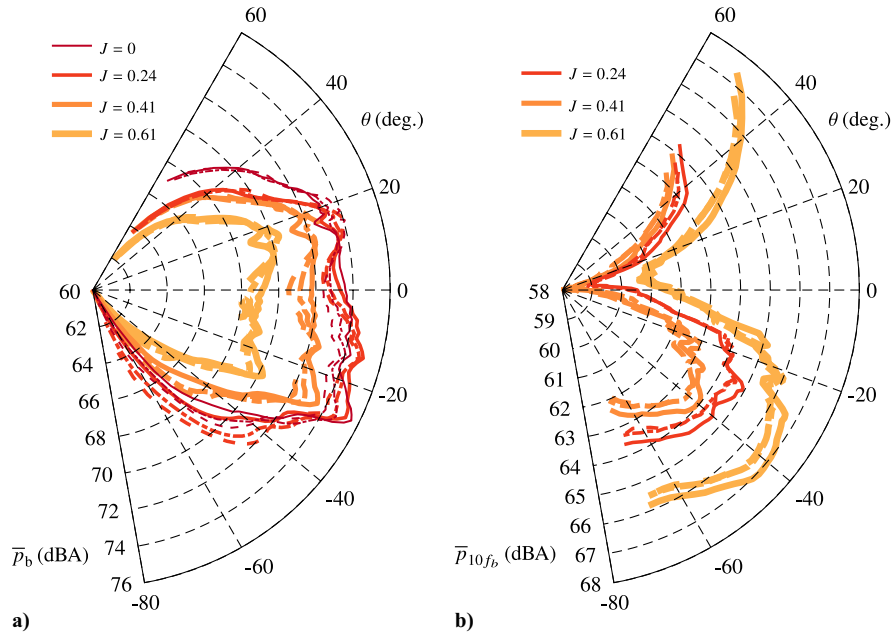 60
J = 0
J = 0.24
J = 0.41
J = 0.61
40
θ (deg.)
20
60
0
62
64
66
68
70
72
74
76
-20
-40
-60
-80
p̅b (dBA)
a)
60
J = 0.24
J = 0.41
J = 0.61
40
θ (deg.)
20
58
0
59
60
61
62
63
64
65
66
67
68
-20
-40
-60
-80
p̅10fb, (dBA)
b)